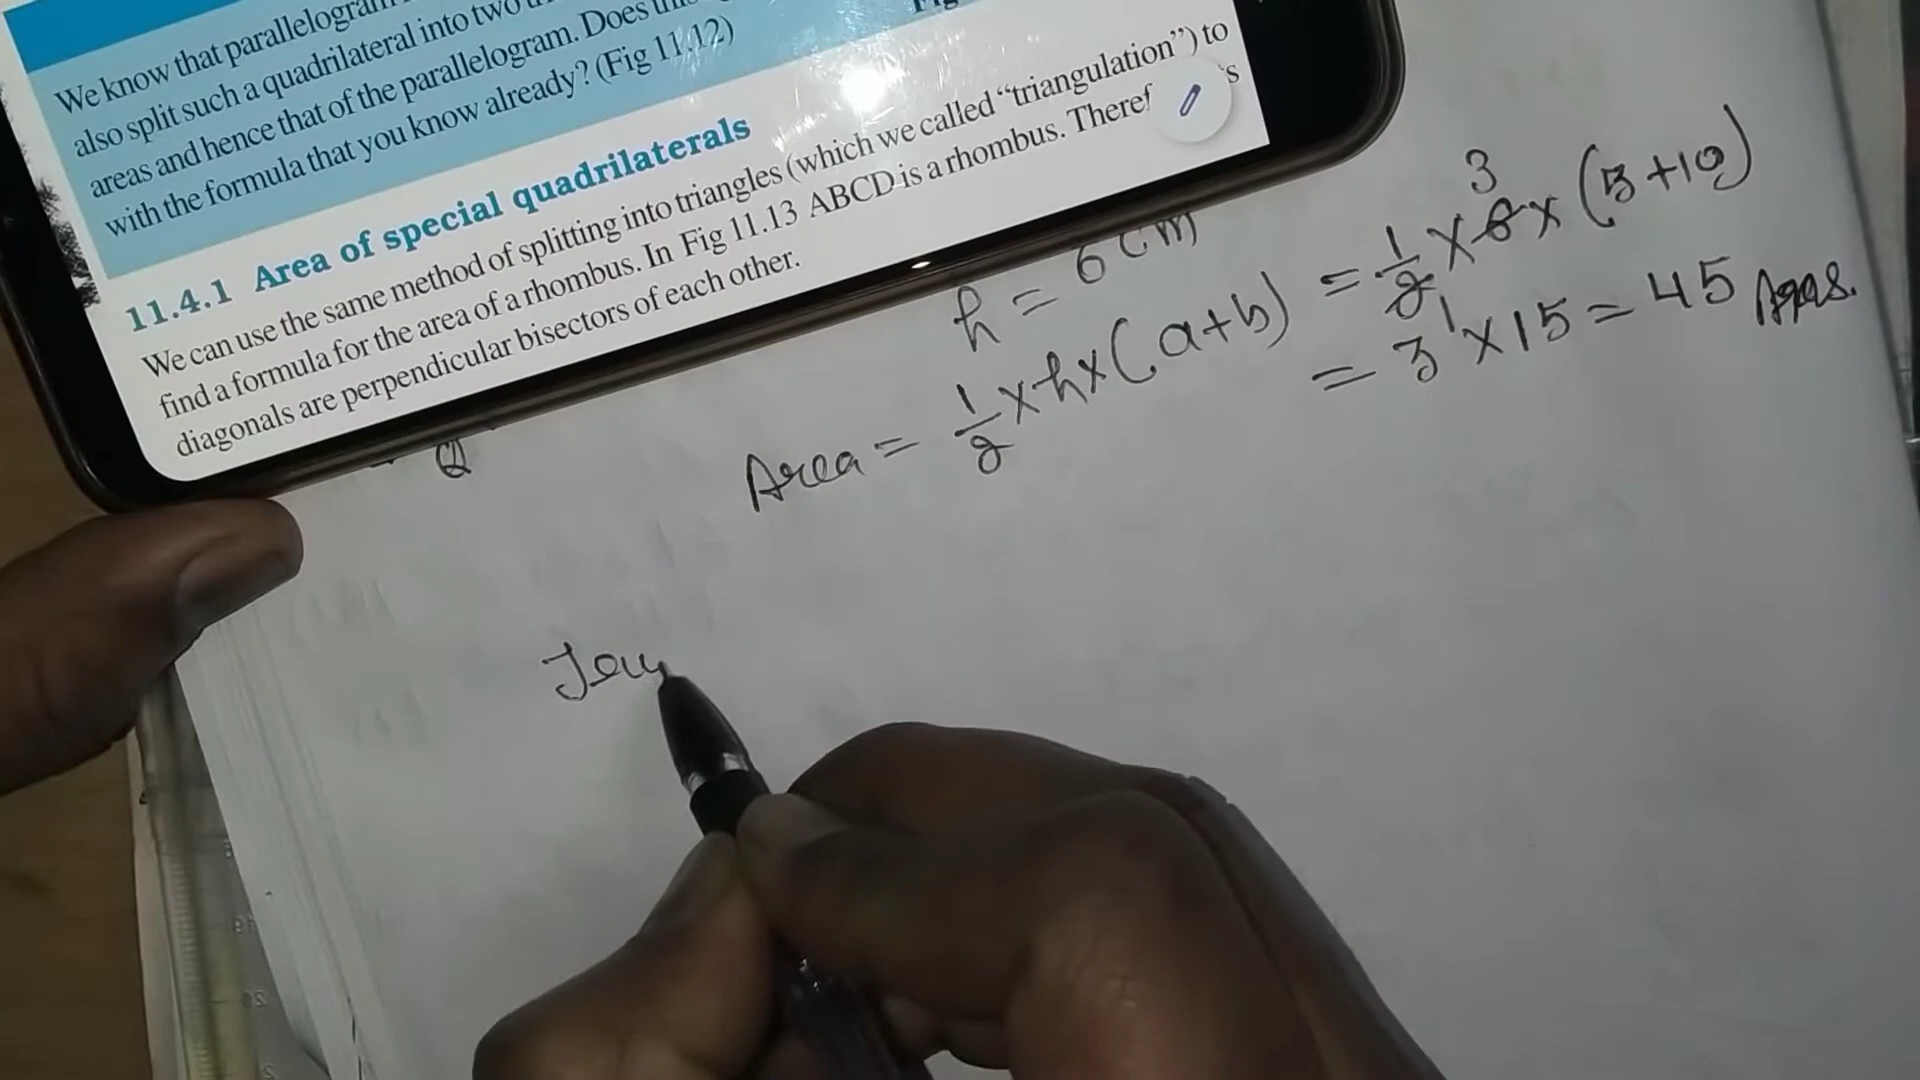 We know that parallelogram
also split such a quadrilateral into two
areas and hence that of the parallelogram. Does
with the formula that you know already? (Fig 11.12)
11.4.1 Area of special quadrilaterals
We can use the same method of splitting into triangles (which we called “triangulation”) to
find a formula for the area of a rhombus. In Fig 11.13 ABCD is a rhombus. Theref s
diagonals are perpendicular bisectors of each other.
Q
h = 6 cm
Area = 1/2 × h × (a+b) = 1/2 × 6 × (5+10)
3
1
= 3 × 15 = 45